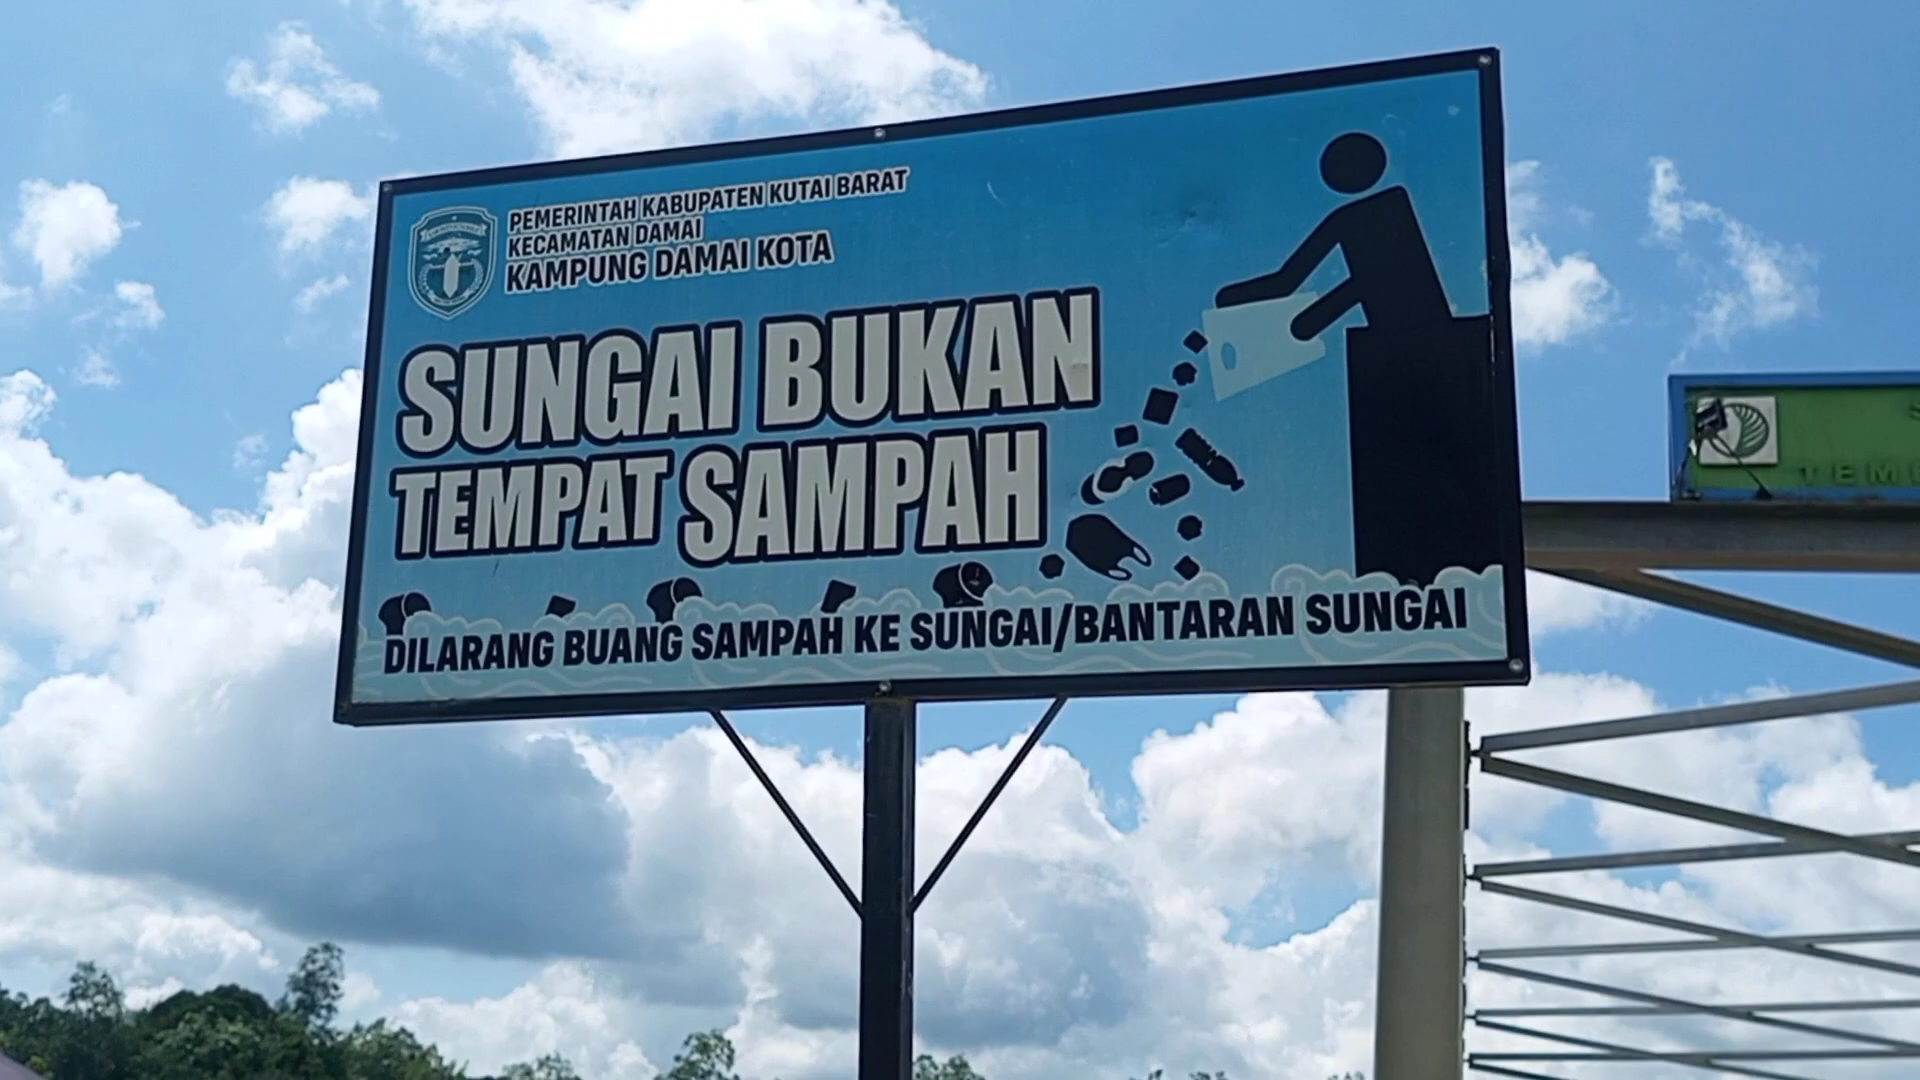 PEMERINTAH KABUPATEN KUTAI BARAT
KECAMATAN DAMAI
KAMPUNG DAMAI KOTA
SUNGAI BUKAN
TEMPAT SAMPAH
DILARANG BUANG SAMPAH KE SUNGAI/BANTARAN SUNGAI